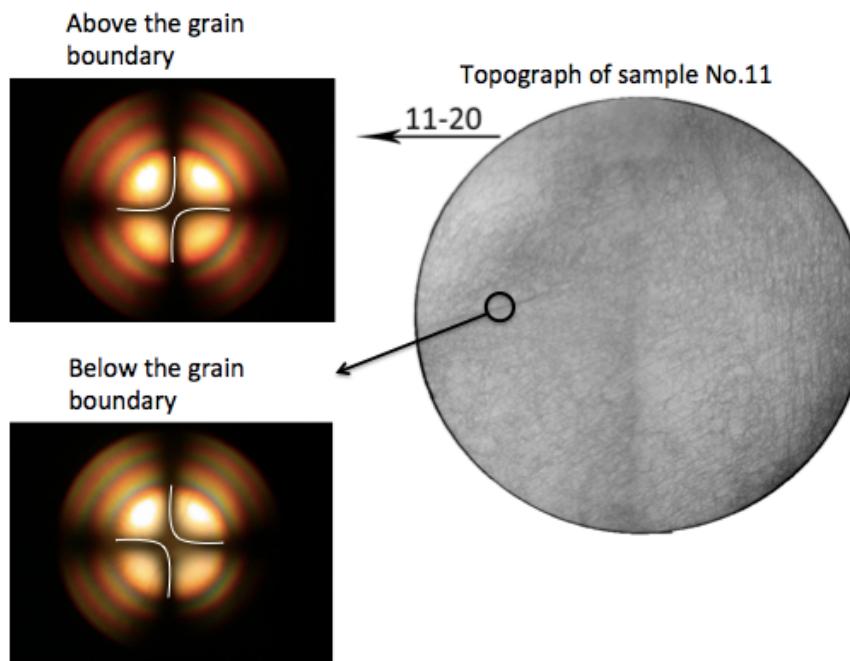 Above the grain
boundary
Topograph of sample No.11
11-20
Below the grain
boundary